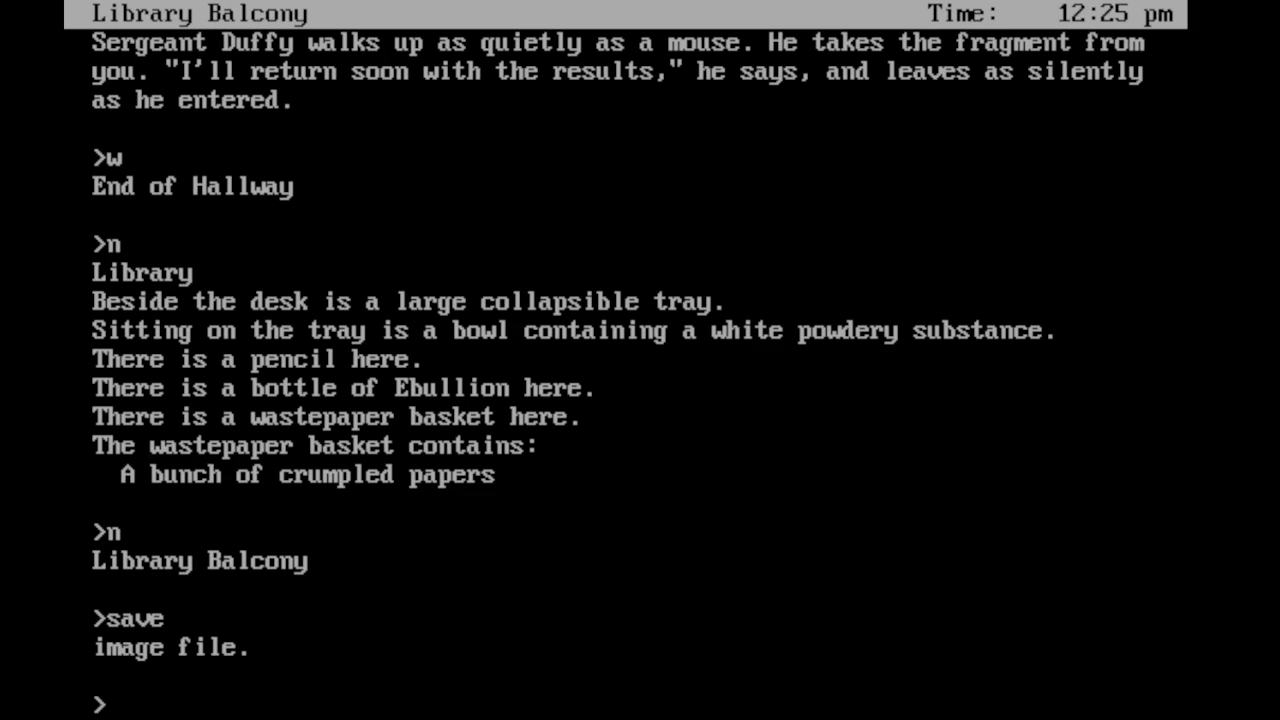 Library Balcony Time: 12:25 pm
Sergeant Duffy walks up as quietly as a mouse. He takes the fragment from
you. "I'll return soon with the results," he says, and leaves as silently
as he entered.
>w
End of Hallway
>n
Library
Beside the desk is a large collapsible tray.
Sitting on the tray is a bowl containing a white powdery substance.
There is a pencil here.
There is a bottle of Ebullion here.
There is a wastepaper basket here.
The wastepaper basket contains:
A bunch of crumpled papers
>n
Library Balcony
>save
image file.
>